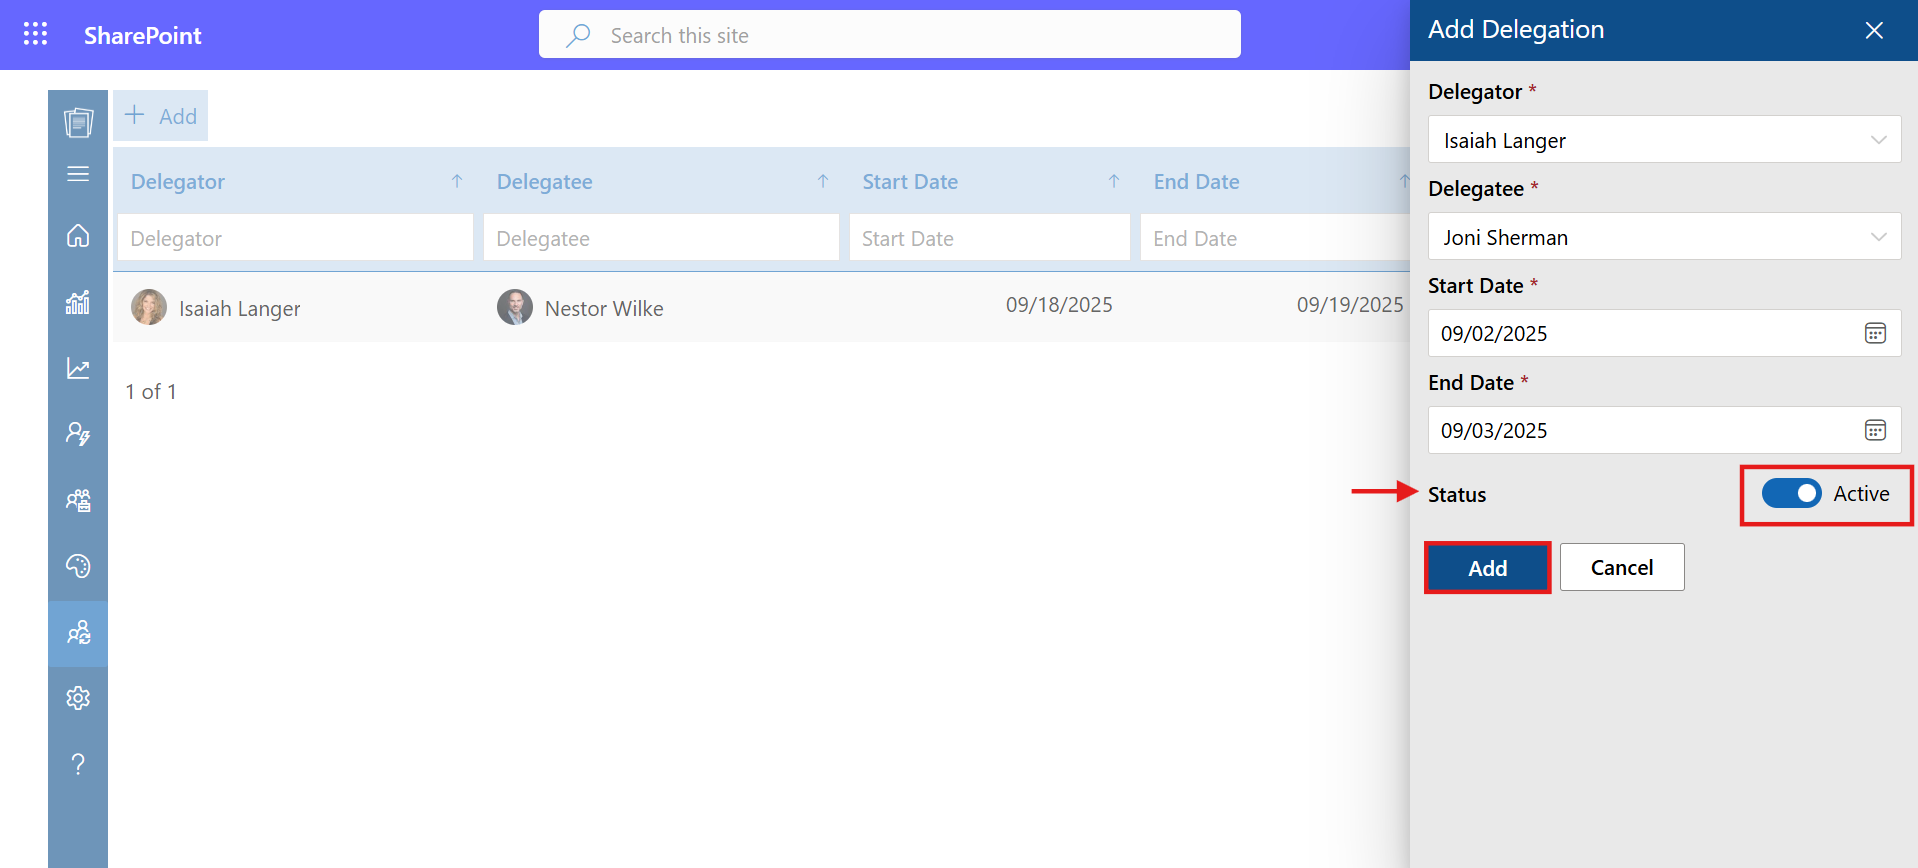 SharePoint
Search this site
Add
Delegator
Delegatee
Start Date
End Date
Delegator
Delegatee
Start Date
End Date
Isaiah Langer
Nestor Wilke
09/18/2025
09/19/2025
1 of 1
Add Delegation
Delegator *
Isaiah Langer
Delegatee *
Joni Sherman
Start Date *
09/02/2025
End Date *
09/03/2025
Status
Active
Add
Cancel